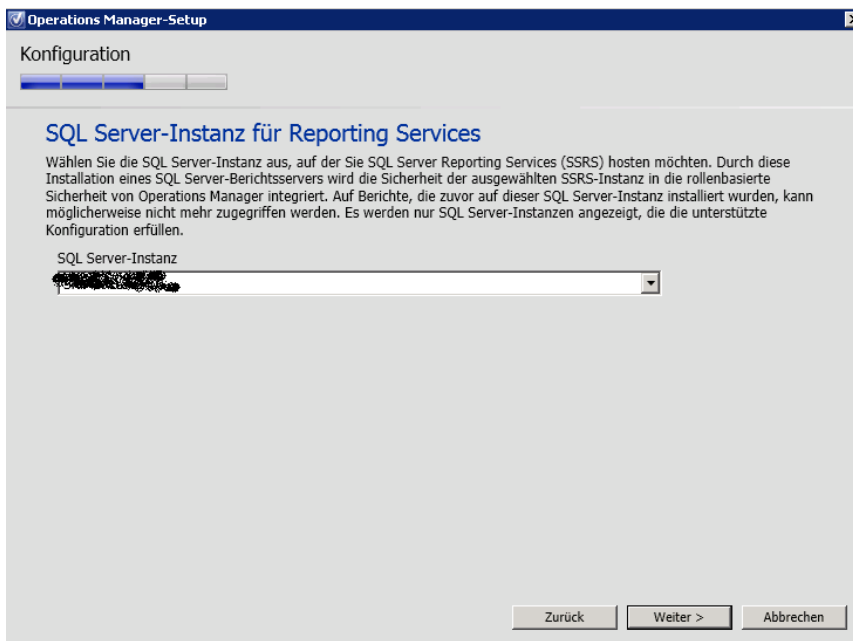 Operations Manager-Setup
Konfiguration
SQL Server-Instanz für Reporting Services
Wählen Sie die SQL Server-Instanz aus, auf der Sie SQL Server Reporting Services (SSRS) hosten möchten. Durch diese
Installation eines SQL Server-Berichtsservers wird die Sicherheit der ausgewählten SSRS-Instanz in die rollenbasierte
Sicherheit von Operations Manager integriert. Auf Berichte, die zuvor auf dieser SQL Server-Instanz installiert wurden, kann
möglicherweise nicht mehr zugegriffen werden. Es werden nur SQL Server-Instanzen angezeigt, die die unterstützte
Konfiguration erfüllen.
SQL Server-Instanz
Zurück
Weiter >
Abbrechen